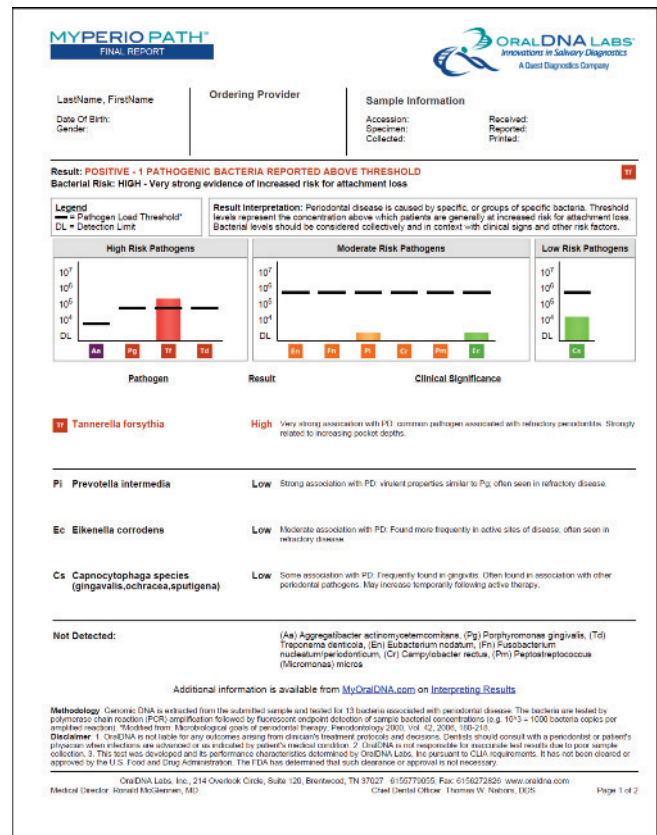 MYPERIO PATH
FINAL REPORT
ORALDNA LABS
Innovations in Salivary Diagnostics
A Quest Diagnostics Company
LastName, FirstName
Date Of Birth:
Gender:
Ordering Provider
Sample Information
Accession:
Specimen:
Collected:
Received:
Reported:
Printed:
Result: POSITIVE - 1 PATHOGENIC BACTERIA REPORTED ABOVE THRESHOLD
Tf
Bacterial Risk: HIGH - Very strong evidence of increased risk for attachment loss
Legend
= Pathogen Load Threshold*
DL = Detection Limit
Result Interpretation: Periodontal disease is caused by specific, or groups of specific bacteria. Threshold
levels represent the concentration above which patients are generally at increased risk for attachment loss.
Bacterial levels should be considered collectively and in context with clinical signs and other risk factors.
High Risk Pathogens
10⁷
10⁶
10⁵
10⁴
DL
Aa Pg Tf Td
Moderate Risk Pathogens
10⁷
10⁶
10⁵
10⁴
DL
En Fn Pi Cr Pm Ec
Low Risk Pathogens
10⁷
10⁶
10⁵
10⁴
DL
Cs
Pathogen Result Clinical Significance
Tf Tannerella forsythia High Very strong association with PD: common pathogen associated with refractory periodontitis. Strongly
related to increasing pocket depths.
Pi Prevotella intermedia Low Strong association with PD: virulent properties similar to Pg; often seen in refractory disease.
Ec Eikenella corrodens Low Moderate association with PD: Found more frequently in active sites of disease; often seen in
refractory disease.
Cs Capnocytophaga species Low Some association with PD: Frequently found in gingivitis. Often found in association with other
(gingavalis,ochracea,sputigena) periodontal pathogens. May increase temporarily following active therapy.
Not Detected: (Aa) Aggregatibacter actinomycetemcomitans, (Pg) Porphyromonas gingivalis, (Td)
Treponema denticola, (En) Eubacterium nodatum, (Fn) Fusobacterium
nucleatum/periodonticum, (Cr) Campylobacter rectus, (Pm) Peptostreptococcus
(Micromonas) micros
Additional information is available from MyOralDNA.com on Interpreting Results
Methodology Genomic DNA is extracted from the submitted sample and tested for 13 bacteria associated with periodontal disease. The bacteria are tested by
polymerase chain reaction (PCR) amplification followed by fluorescent endpoint detection of sample bacterial concentrations (e.g. 10^3 = 1000 bacteria copies per
amplified reaction). *Modified from: Microbiological goals of periodontal therapy, Periodontology 2000, Vol. 42, 2006, 180-218.
Disclaimer 1. OralDNA is not liable for any outcomes arising from clinician's treatment protocols and decisions. Dentists should consult with a periodontist or patient's
physician when infections are advanced or as indicated by patient's medical condition. 2. OralDNA is not responsible for inaccurate test results due to poor sample
collection. 3. This test was developed and its performance characteristics determined by OralDNA Labs, Inc pursuant to CLIA requirements. It has not been cleared or
approved by the U.S. Food and Drug Administration. The FDA has determined that such clearance or approval is not necessary.
OralDNA Labs, Inc., 214 Overlook Circle, Suite 120, Brentwood, TN 37027 6155779055, Fax: 6156272826 www.oraldna.com
Medical Director: Ronald McGlennen, MD Chief Dental Officer: Thomas W. Nabors, DDS Page 1 of 2